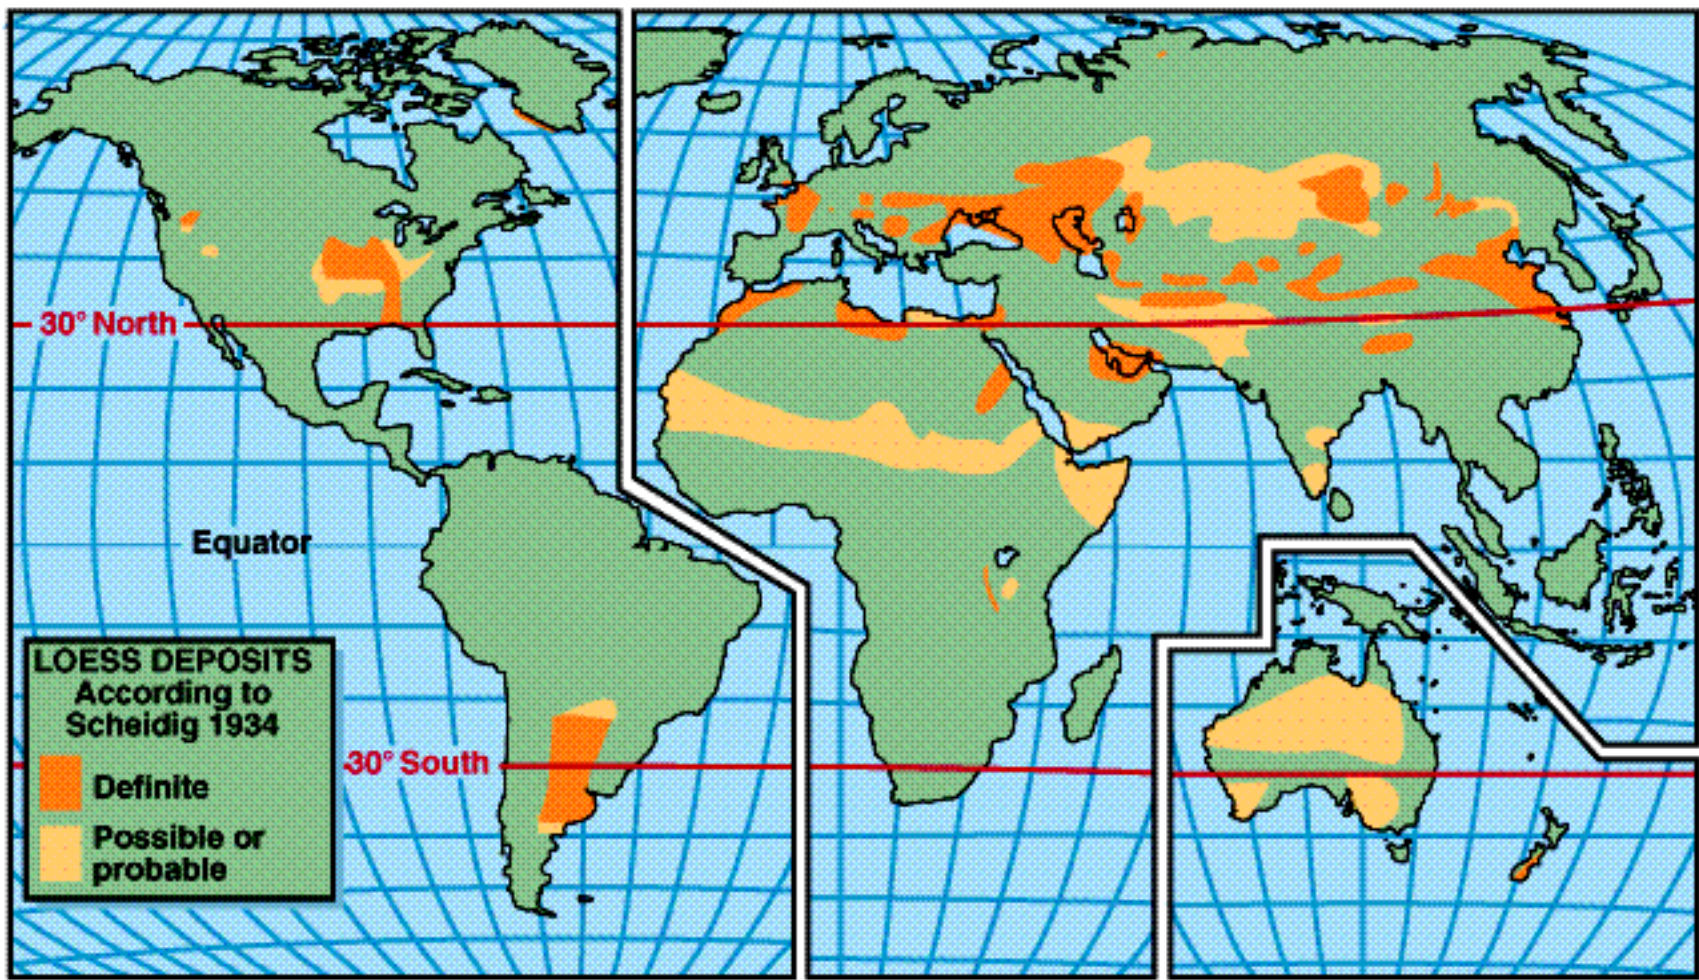 30° North
Equator
LOESS DEPOSITS
According to
Scheidig 1934
30° South
Definite
Possible or
probable